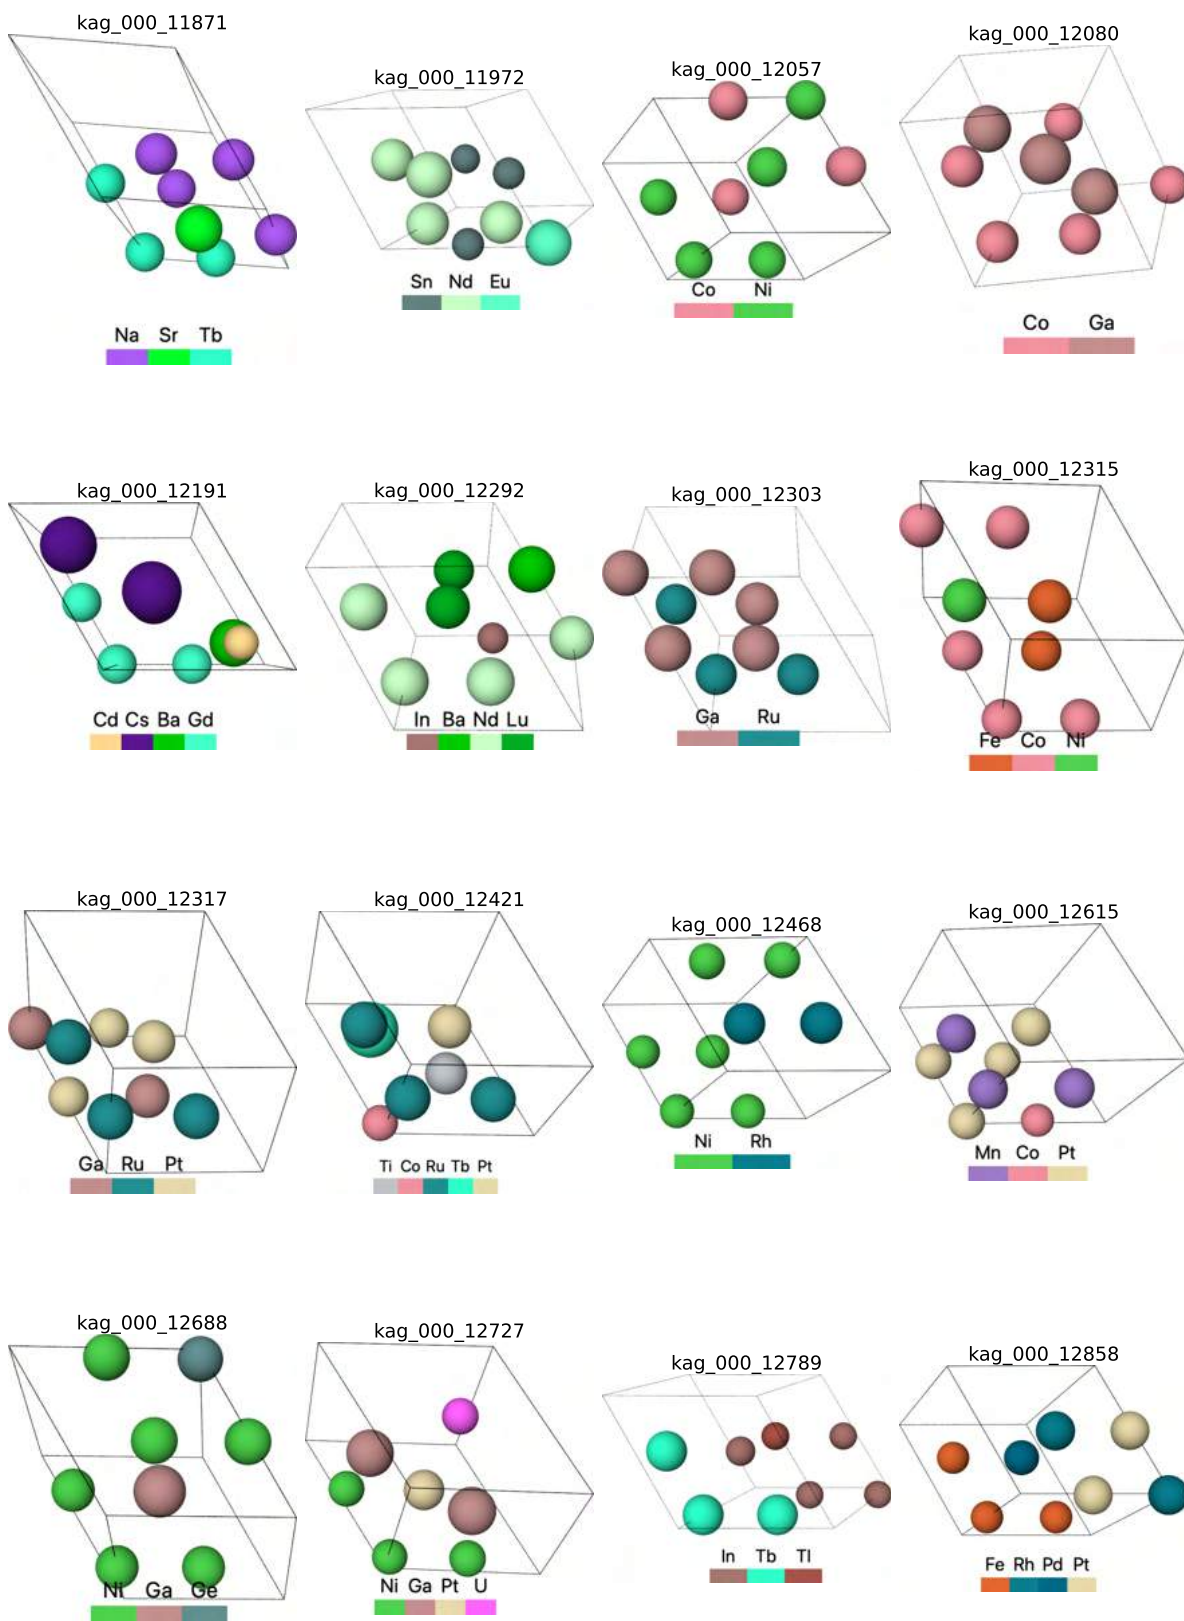 kag_000_11871
kag_000_11972
kag_000_12057
kag_000_12080
Sn Nd Eu
Co Ni
Co Ga
Na Sr Tb
kag_000_12191
kag_000_12292
kag_000_12303
kag_000_12315
Cd Cs Ba Gd
In Ba Nd Lu
Ga Ru
Fe Co Ni
kag_000_12317
kag_000_12421
kag_000_12468
kag_000_12615
Ga Ru Pt
Ti Co Ru Tb Pt
Ni Rh
Mn Co Pt
kag_000_12688
kag_000_12727
kag_000_12789
kag_000_12858
Ni Ga Ge
Ni Ga Pt U
In Tb Tl
Fe Rh Pd Pt